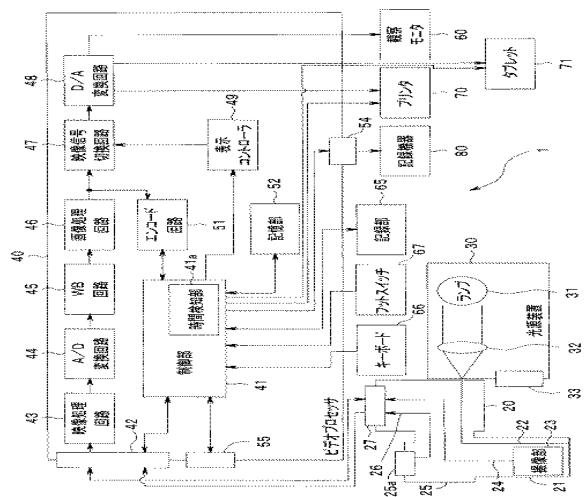 40
43
映像処理
回路
44
A/D
変換回路
45
W/B
回路
46
画像処理
回路
47
映像信号
切換回路
48
D/A
変換回路
42
エンコード
回路
51
49
表示
コントローラ
41a
時間検知部
制御部
41
52
記憶部
54
観察
モニタ
60
プリンタ
70
タブレット
71
記録機器
80
記録部
65
フットスイッチ
67
キーボード
66
55
ビデオプロセッサ
1
27
26
25a
25
24
20
22
撮像部
23
21
30
ランプ
31
光源装置
32
33